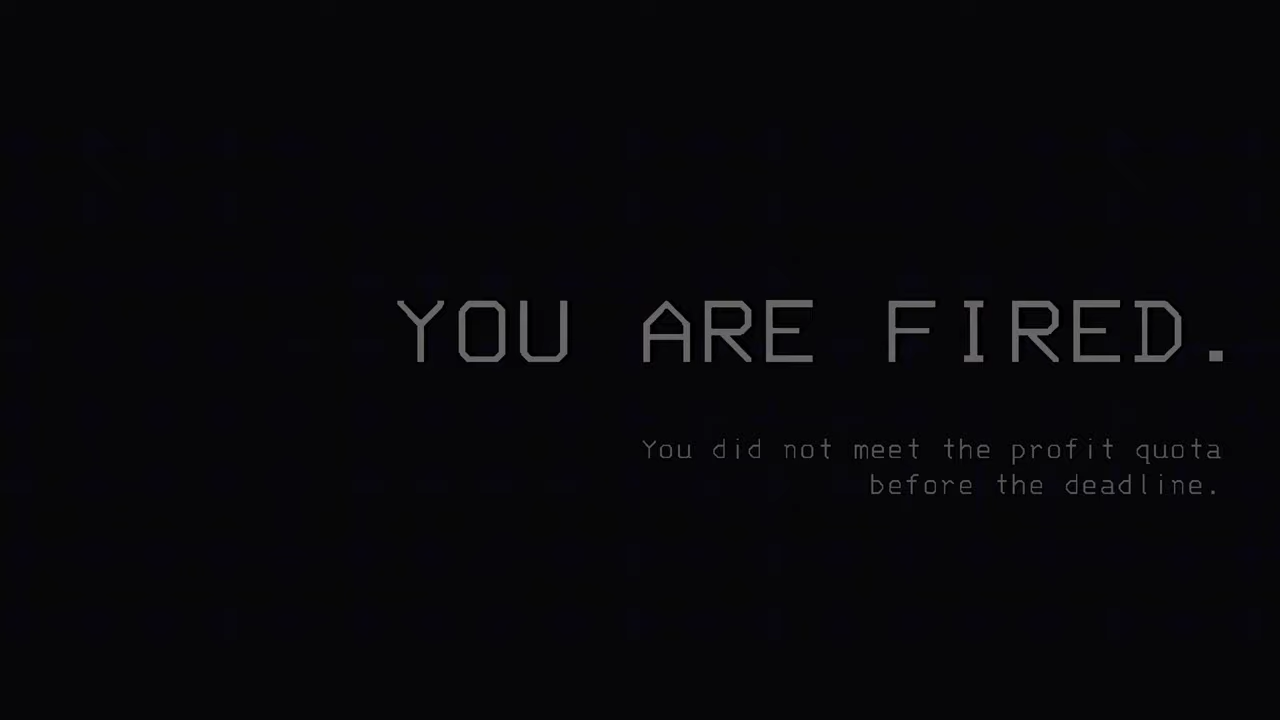 YOU ARE FIRED.
You did not meet the profit quota
before the deadline.